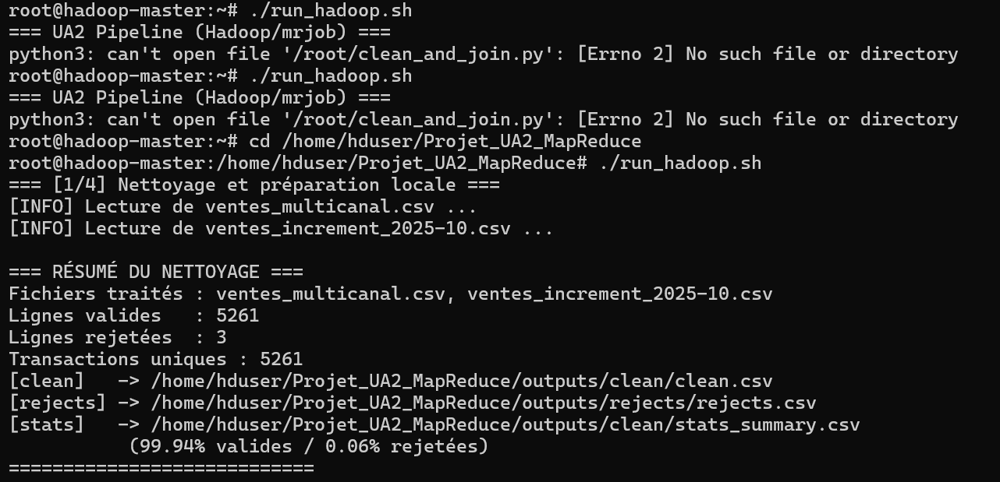 root@hadoop-master:~# ./run_hadoop.sh
=== UA2 Pipeline (Hadoop/mrjob) ===
python3: can't open file '/root/clean_and_join.py': [Errno 2] No such file or directory
root@hadoop-master:~# ./run_hadoop.sh
=== UA2 Pipeline (Hadoop/mrjob) ===
python3: can't open file '/root/clean_and_join.py': [Errno 2] No such file or directory
root@hadoop-master:~# cd /home/hduser/Projet_UA2_MapReduce
root@hadoop-master:/home/hduser/Projet_UA2_MapReduce# ./run_hadoop.sh
=== [1/4] Nettoyage et préparation locale ===
[INFO] Lecture de ventes_multicanal.csv ...
[INFO] Lecture de ventes_increment_2025-10.csv ...
=== RÉSUMÉ DU NETTOYAGE ===
Fichiers traités : ventes_multicanal.csv, ventes_increment_2025-10.csv
Lignes valides   : 5261
Lignes rejetées  : 3
Transactions uniques : 5261
[clean]   -> /home/hduser/Projet_UA2_MapReduce/outputs/clean/clean.csv
[rejects] -> /home/hduser/Projet_UA2_MapReduce/outputs/rejects/rejects.csv
[stats]   -> /home/hduser/Projet_UA2_MapReduce/outputs/clean/stats_summary.csv
           (99.94% valides / 0.06% rejetées)
============================